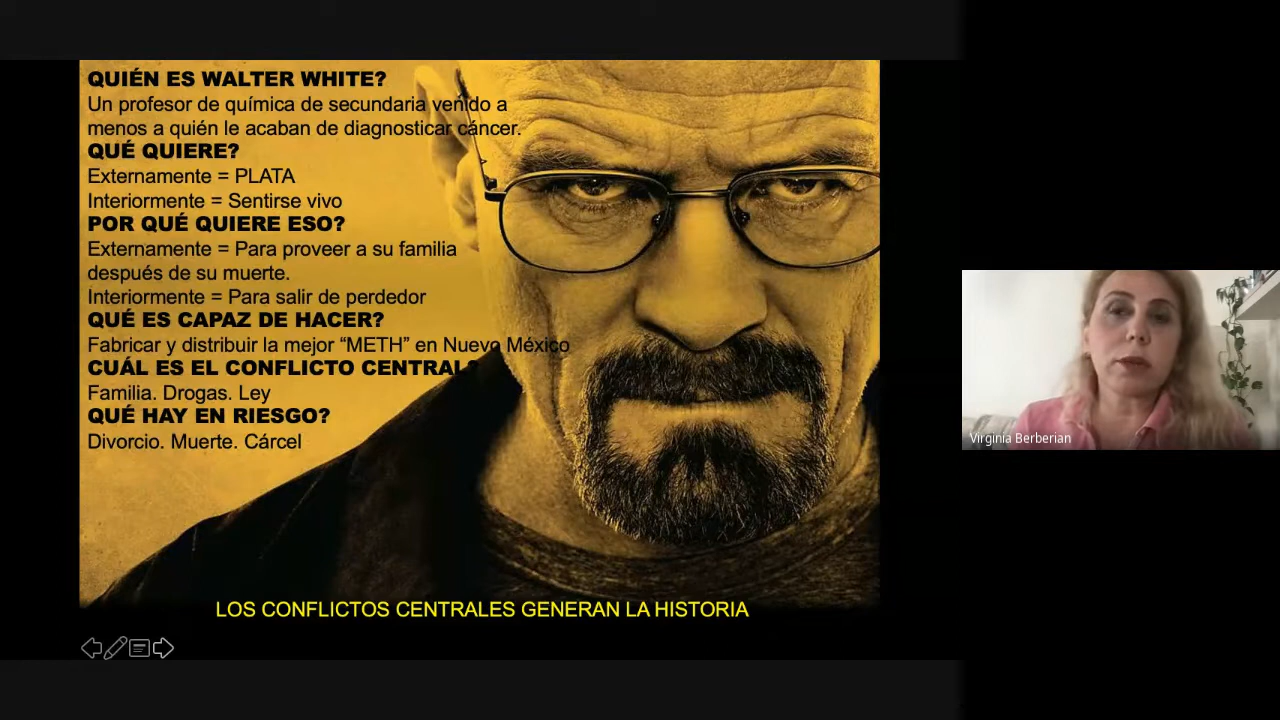 QUIÉN ES WALTER WHITE?
Un profesor de química de secundaria venido a
menos a quién le acaban de diagnosticar cáncer.
QUÉ QUIERE?
Externamente = PLATA
Interiormente = Sentirse vivo
POR QUÉ QUIERE ESO?
Externamente = Para proveer a su familia
después de su muerte.
Interiormente = Para salir de perdedor
QUÉ ES CAPAZ DE HACER?
Fabricar y distribuir la mejor “METH” en Nuevo México
CUÁL ES EL CONFLICTO CENTRAL?
Familia. Drogas. Ley
QUÉ HAY EN RIESGO?
Divorcio. Muerte. Cárcel
LOS CONFLICTOS CENTRALES GENERAN LA HISTORIA
Virginia Berberian